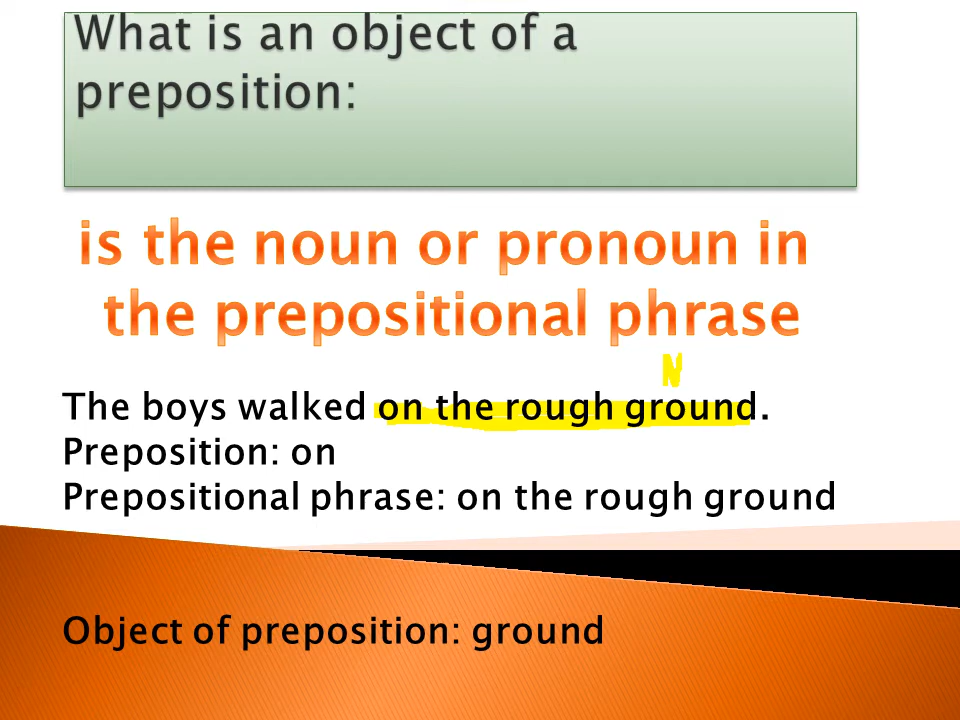 What is an object of a
preposition:
is the noun or pronoun in
the prepositional phrase
N
The boys walked on the rough ground.
Preposition: on
Prepositional phrase: on the rough ground
Object of preposition: ground